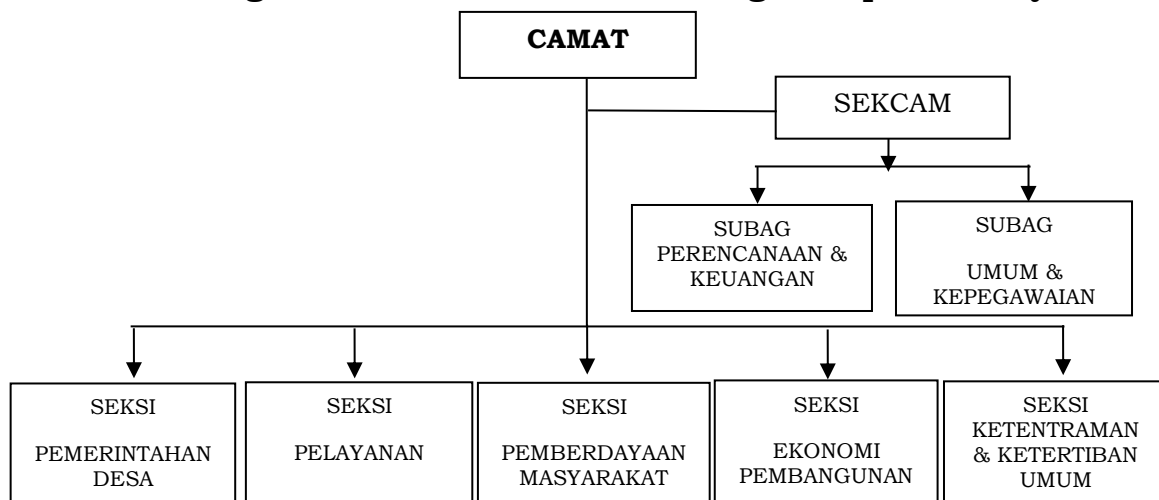 CAMAT
SEKCAM
SUBAG
PERENCANAAN &
KEUANGAN
SUBAG
UMUM &
KEPEGAWAIAN
SEKSI
PEMERINTAHAN
DESA
SEKSI
PELAYANAN
SEKSI
PEMBERDAYAAN
MASYARAKAT
SEKSI
EKONOMI
PEMBANGUNAN
SEKSI
KETENTRAMAN
& KETERTIBAN
UMUM